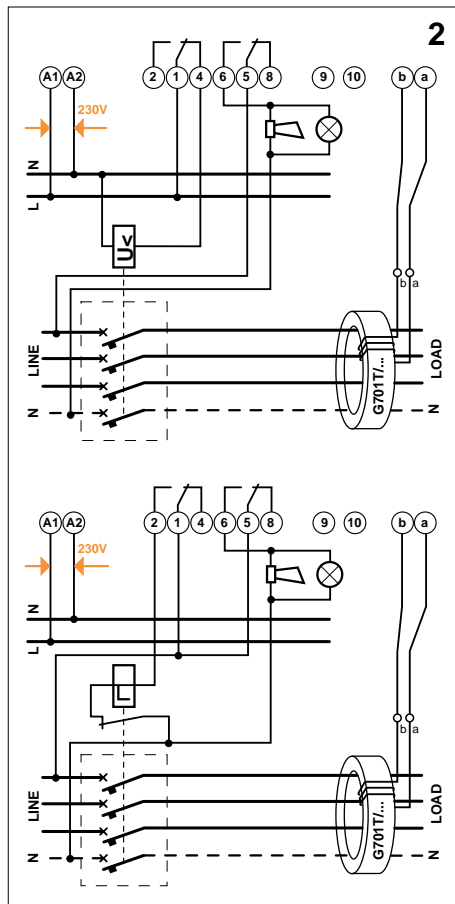 2
A1 A2 2 1 4 6 5 8 9 10 b a
230V
N
L
U<
b a
LINE
N
G701T/...
LOAD
N
A1 A2 2 1 4 6 5 8 9 10 b a
230V
N
L
L
b a
LINE
N
G701T/...
LOAD
N